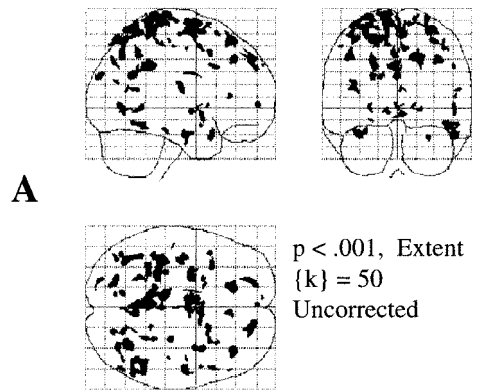 A
p < .001, Extent
{k} = 50
Uncorrected